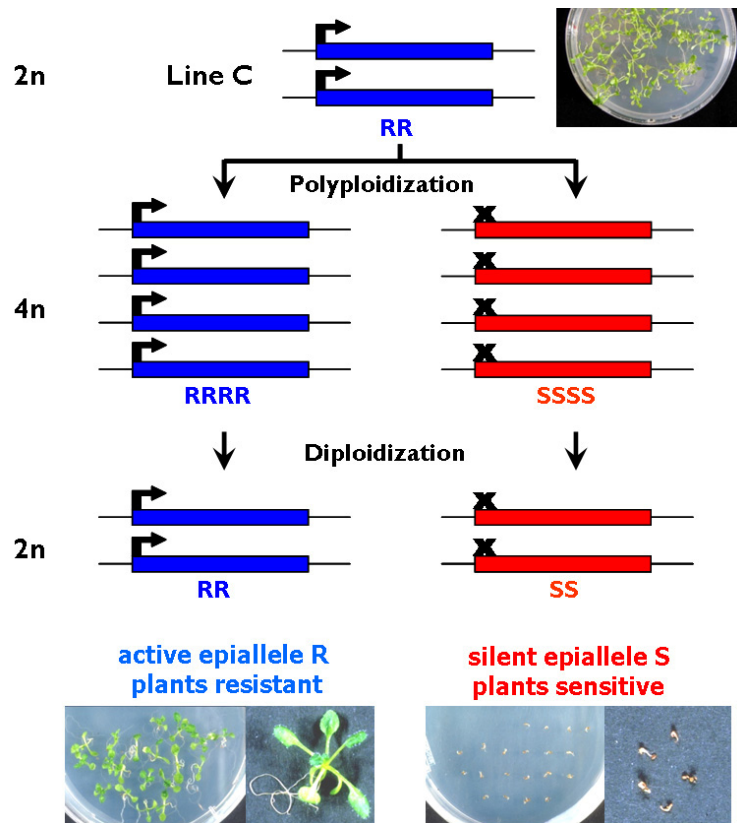 2n
Line C
RR
Polyploidization
4n
RRRR
SSSS
Diploidization
2n
RR
SS
active epiallele R
plants resistant
silent epiallele S
plants sensitive